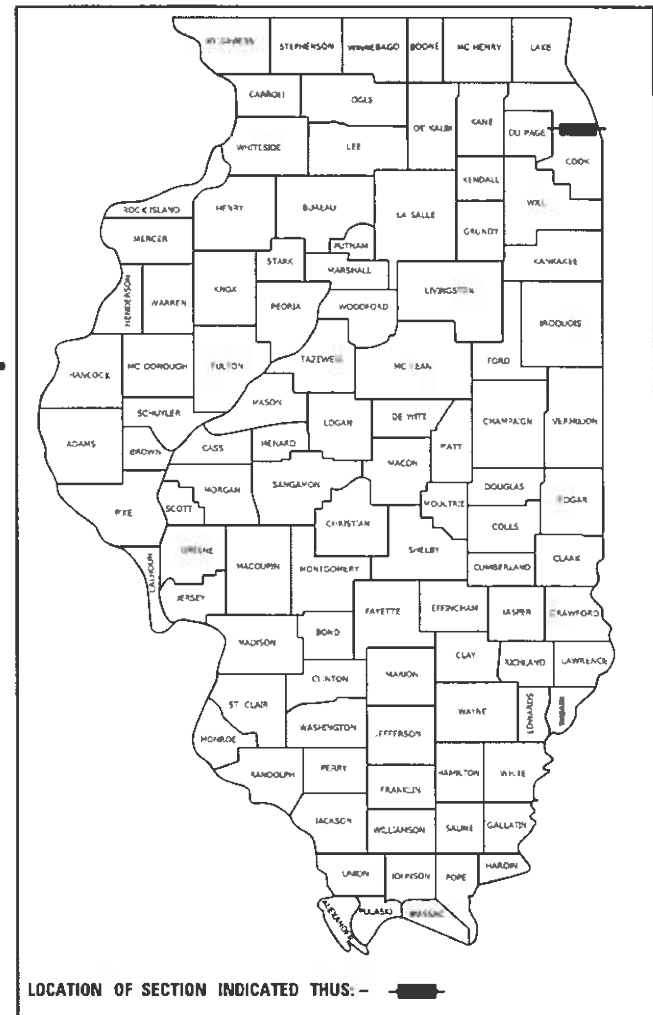 STEPHENSON WINNEBAGO BOONE MC HENRY LAKE
CARROLL OGLE
DE KALB KANE DU PAGE
COOK
WHITESIDE LEE
KENDALL WILL
ROCK ISLAND HENRY BUREAU LA SALLE
MERCER PUTNAM GRUNDY
STARK MARSHALL KANKAKEE
HENDERSON WARREN KNOX PEORIA WOODFORD LIVINGSTON IROQUOIS
HANCOCK MC DONOUGH FULTON TAZEWELL MC LEAN FORD
MASON
SCHUYLER LOGAN DE WITT CHAMPAIGN VERMILION
ADAMS BROWN CASS MENARD MACON PIATT
DOUGLAS EDGAR
PIKE SCOTT MORGAN SANGAMON MOULTRIE
CHRISTIAN COLES
CALHOUN GREENE MACOUPIN MONTGOMERY SHELBY CUMBERLAND CLARK
JERSEY FAYETTE EFFINGHAM JASPER CRAWFORD
MADISON BOND
CLAY RICHLAND LAWRENCE
CLINTON MARION
ST CLAIR WAYNE EDWARDS WABASH
MONROE WASHINGTON JEFFERSON
RANDOLPH PERRY HAMILTON WHITE
FRANKLIN
JACKSON WILLIAMSON SALINE GALLATIN
HARDIN
UNION JOHNSON POPE
ALEXANDER PULASKI MASSAC
LOCATION OF SECTION INDICATED THUS: –